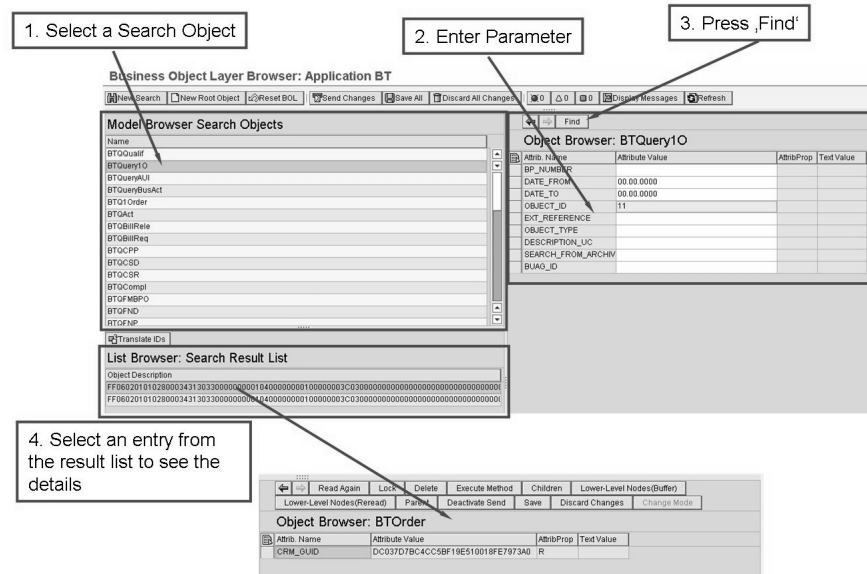 1. Select a Search Object
2. Enter Parameter
3. Press ‚Find‘
Business Object Layer Browser: Application BT
New Search New Root Object Reset BOL Send Changes Save All Discard All Changes 0 0 0 Display Messages Refresh
Model Browser Search Objects
Name
BTQQualif
BTQuery1O
BTQueryAUI
BTQueryBusAct
BTQ1Order
BTQAct
BTQBillRele
BTQBillReq
BTQCPP
BTQCSD
BTQCSR
BTQCompl
BTQFMBPO
BTQFND
BTQFNP
Find
Object Browser: BTQuery1O
Attrib. Name Attribute Value AttribProp Text Value
BP_NUMBER
DATE_FROM 00.00.0000
DATE_TO 00.00.0000
OBJECT_ID 11
EXT_REFERENCE
OBJECT_TYPE
DESCRIPTION_UC
SEARCH_FROM_ARCHIV
BUAG_ID
Translate IDs
List Browser: Search Result List
Object Description
4. Select an entry from
the result list to see the
details
Read Again Lock Delete Execute Method Children Lower-Level Nodes(Buffer)
Lower-Level Nodes(Reread) Parent Deactivate Send Save Discard Changes Change Mode
Object Browser: BTOrder
Attrib. Name Attribute Value AttribProp Text Value
CRM_GUID DC037D7BC4CC5BF19E510018FE7973A0 R